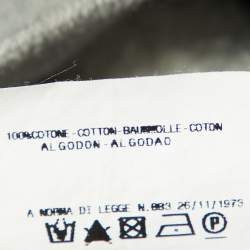 100%COTONE-COTTON-BAUMWOLLE-COTON
ALGODON-ALGODAO
A NORMA DI LEGGE N.883 26/11/1973
P